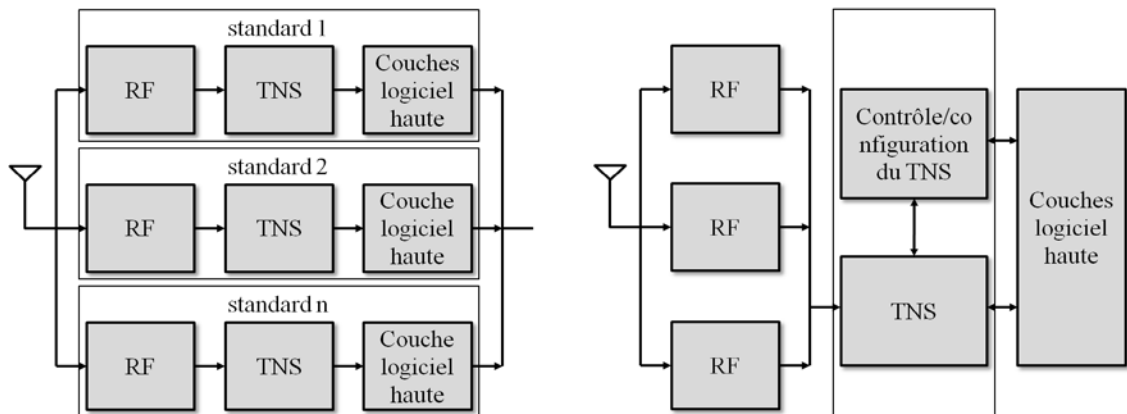 standard 1
RF
TNS
Couches
logiciel
haute
standard 2
RF
TNS
Couche
logiciel
haute
standard n
RF
TNS
Couche
logiciel
haute
RF
RF
RF
Contrôle/co
nfiguration
du TNS
TNS
Couches
logiciel
haute